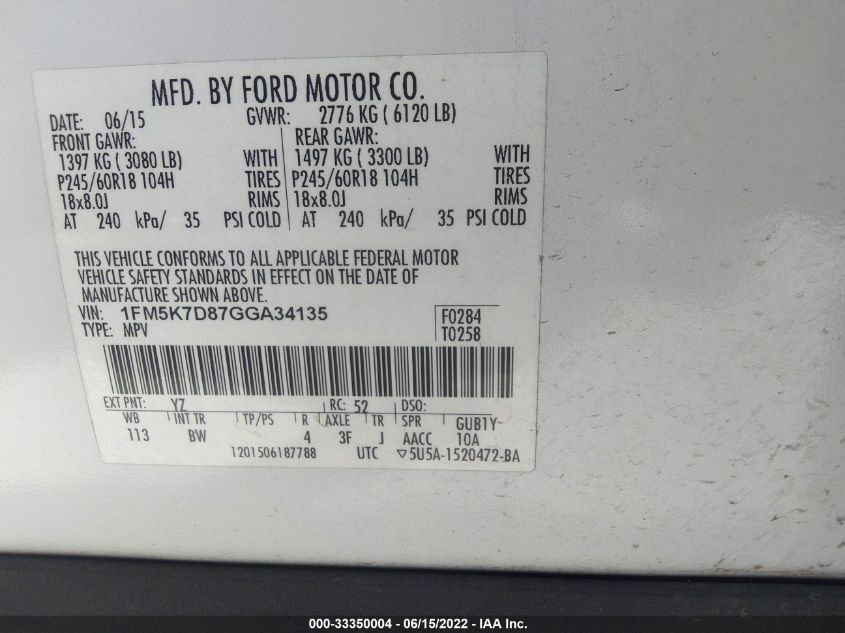 MFD. BY FORD MOTOR CO.
DATE: 06/15 GVWR: 2776 KG ( 6120 LB)
FRONT GAWR: REAR GAWR:
1397 KG ( 3080 LB) WITH 1497 KG ( 3300 LB) WITH
P245/60R18 104H TIRES P245/60R18 104H TIRES
18x8.0J RIMS 18x8.0J RIMS
AT 240 kPa/ 35 PSI COLD AT 240 kPa/ 35 PSI COLD
THIS VEHICLE CONFORMS TO ALL APPLICABLE FEDERAL MOTOR
VEHICLE SAFETY STANDARDS IN EFFECT ON THE DATE OF
MANUFACTURE SHOWN ABOVE.
VIN: 1FM5K7D87GGA34135 F0284
TYPE: MPV T0258
EXT PNT: YZ RC: 52 DSO:
WB INT TR TP/PS R AXLE TR SPR GUB1Y-
113 BW 4 3F J AACC 10A
1201506187788 UTC ▽5U5A-1520472-BA
000-33350004 - 06/15/2022 - IAA Inc.